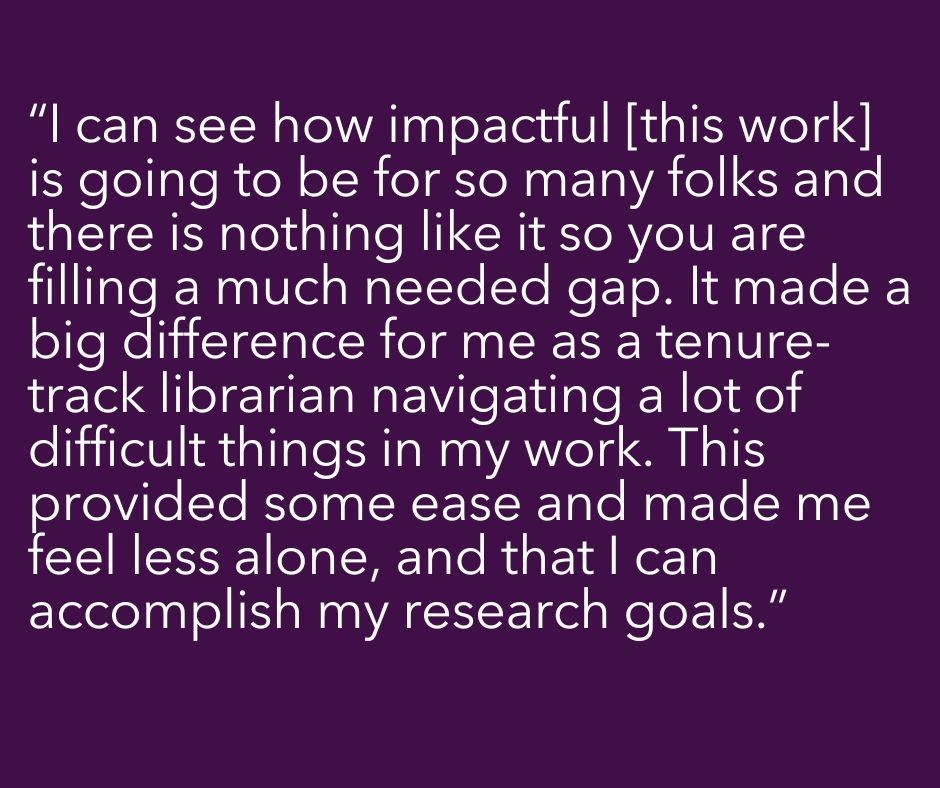 “I can see how impactful [this work]
is going to be for so many folks and
there is nothing like it so you are
filling a much needed gap. It made a
big difference for me as a tenure-
track librarian navigating a lot of
difficult things in my work. This
provided some ease and made me
feel less alone, and that I can
accomplish my research goals.”